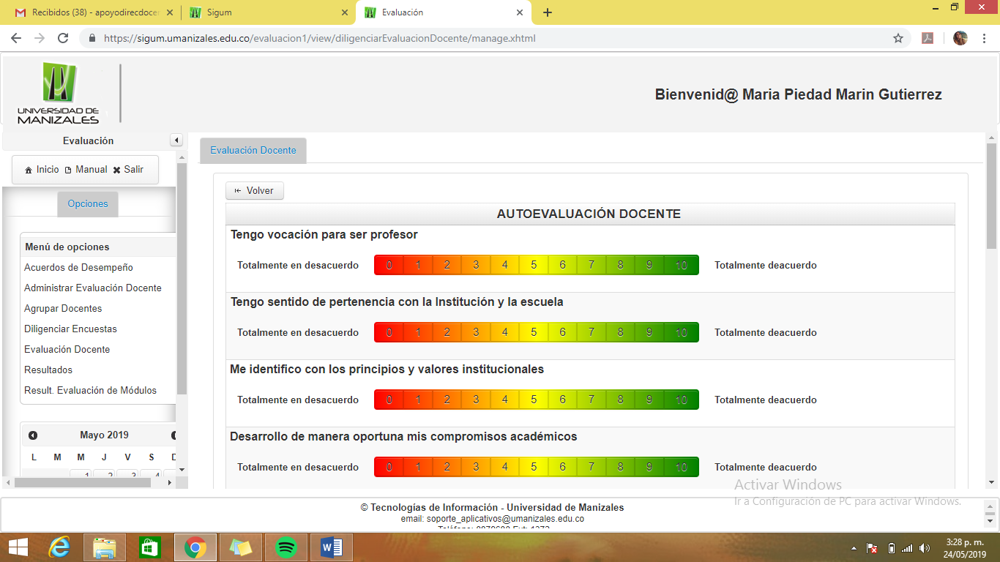 Recibidos (38) - apoyodirecdocen
Sigum
Evaluación
https://sigum.umanizales.edu.co/evaluacion1/view/diligenciarEvaluacionDocente/manage.xhtml
UNIVERSIDAD DE
MANIZALES
Bienvenid@ Maria Piedad Marin Gutierrez
Evaluación
Inicio Manual Salir
Opciones
Menú de opciones
Acuerdos de Desempeño
Administrar Evaluación Docente
Agrupar Docentes
Diligenciar Encuestas
Evaluación Docente
Resultados
Result. Evaluación de Módulos
Mayo 2019
L M M J V S D
1 2 3 4
Evaluación Docente
Volver
AUTOEVALUACIÓN DOCENTE
Tengo vocación para ser profesor
Totalmente en desacuerdo 0 1 2 3 4 5 6 7 8 9 10 Totalmente deacuerdo
Tengo sentido de pertenencia con la Institución y la escuela
Totalmente en desacuerdo 0 1 2 3 4 5 6 7 8 9 10 Totalmente deacuerdo
Me identifico con los principios y valores institucionales
Totalmente en desacuerdo 0 1 2 3 4 5 6 7 8 9 10 Totalmente deacuerdo
Desarrollo de manera oportuna mis compromisos académicos
Totalmente en desacuerdo 0 1 2 3 4 5 6 7 8 9 10 Totalmente deacuerdo
Activar Windows
Ir a Configuración de PC para activar Windows.
© Tecnologías de Información - Universidad de Manizales
email: soporte_aplicativos@umanizales.edu.co
3:28 p. m.
24/05/2019